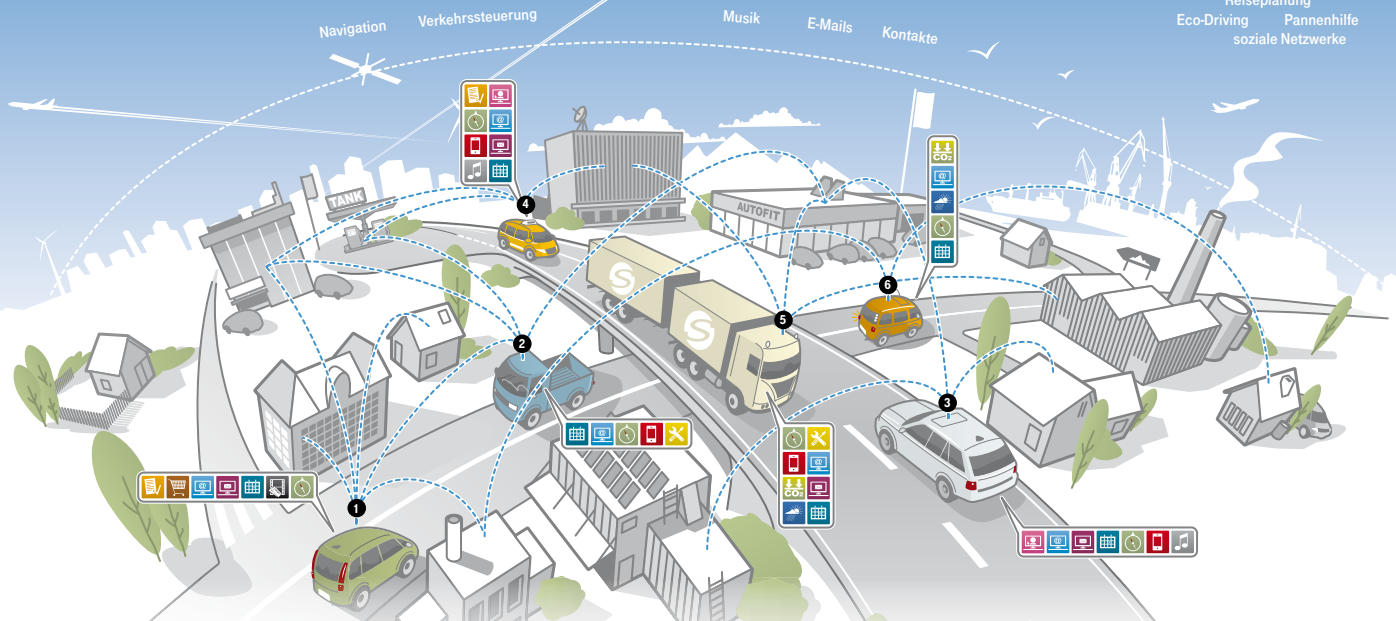 Reiseplanung
Navigation
Verkehrssteuerung
Musik
E-Mails
Kontakte
Eco-Driving
Pannenhilfe
soziale Netzwerke
TANK
AUTOFIT
CO2
CO2
S
S
@
@
@
@
@
@
1
2
3
4
5
6